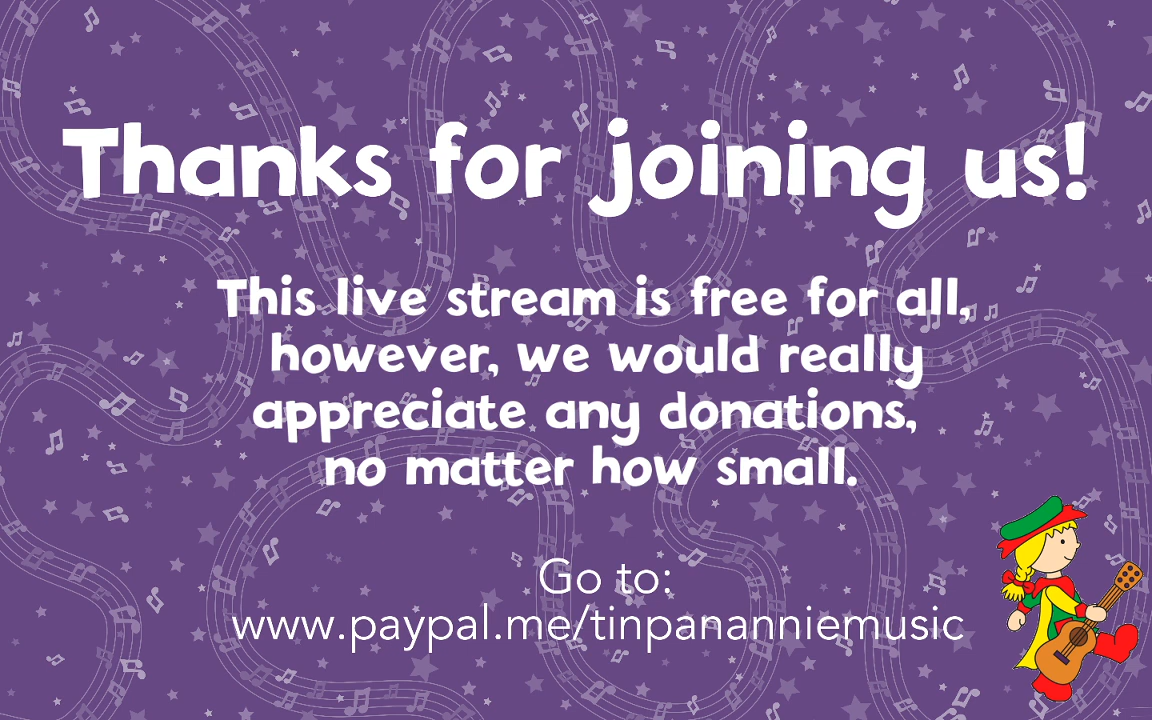 Thanks for joining us!
This live stream is free for all,
however, we would really
appreciate any donations,
no matter how small.
Go to:
www.paypal.me/tinpananniemusic